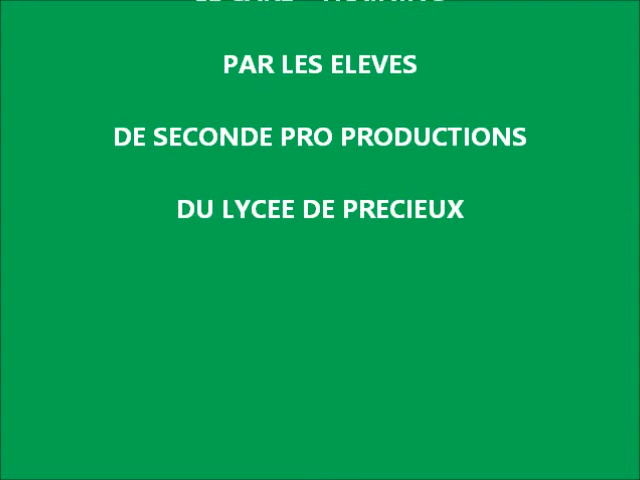 PAR LES ELEVES
DE SECONDE PRO PRODUCTIONS
DU LYCEE DE PRECIEUX